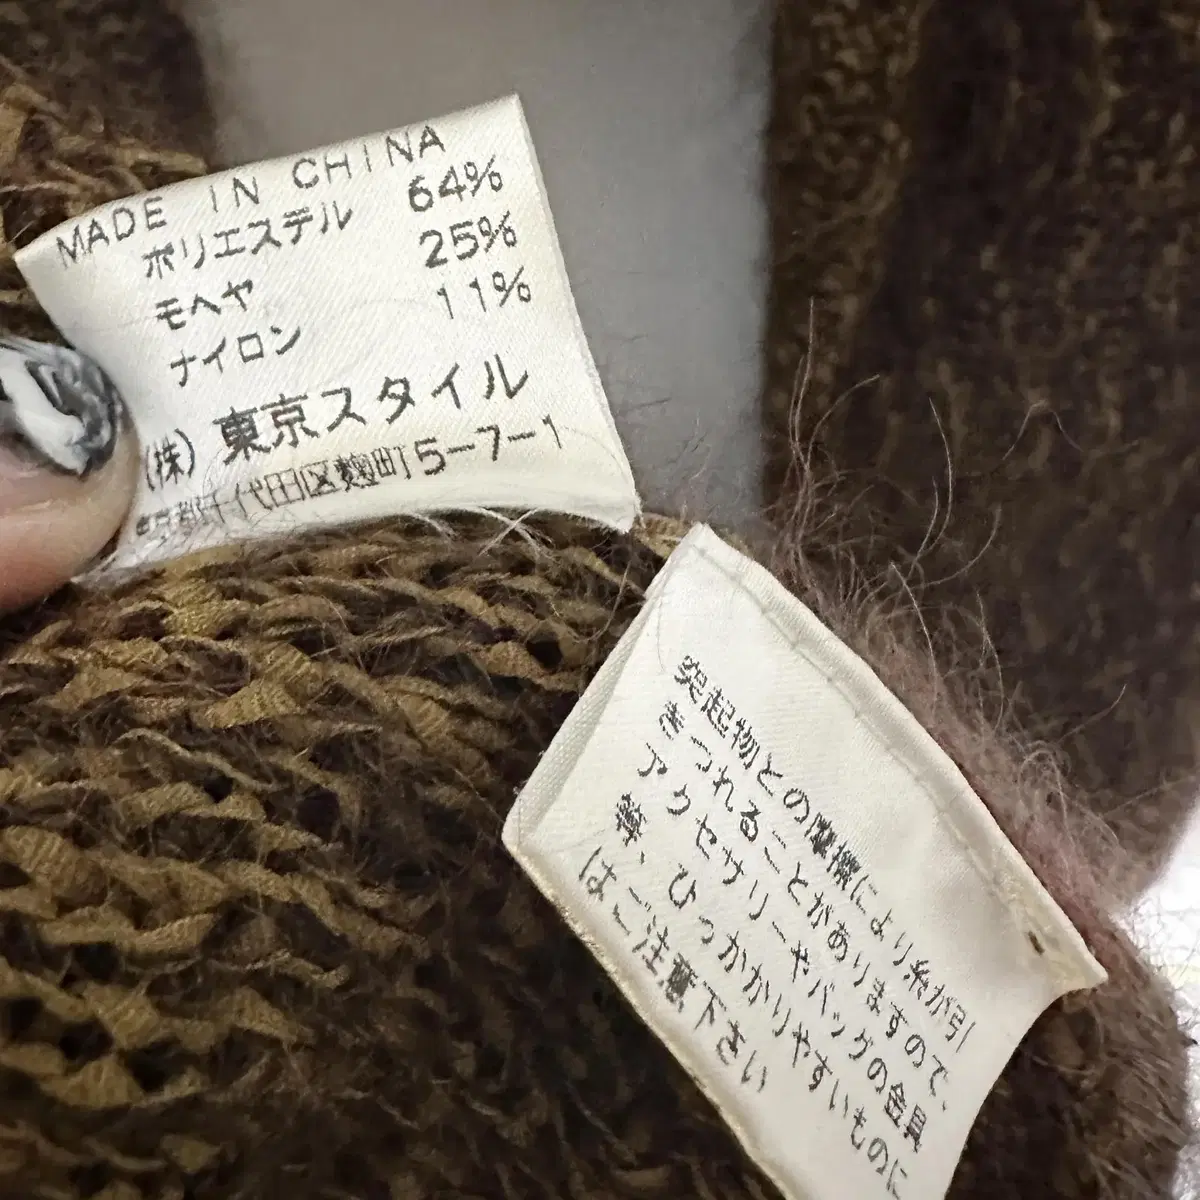 MADE IN CHINA
ポリエステル 64%
モヘヤ 25%
ナイロン 11%
(株) 東京スタイル
東京都千代田区麹町5-7-1
突起物との摩擦により糸が引
きつれることがありますので、
アクセサリーやバッグの金具
等、ひっかかりやすいものに
はご注意下さい